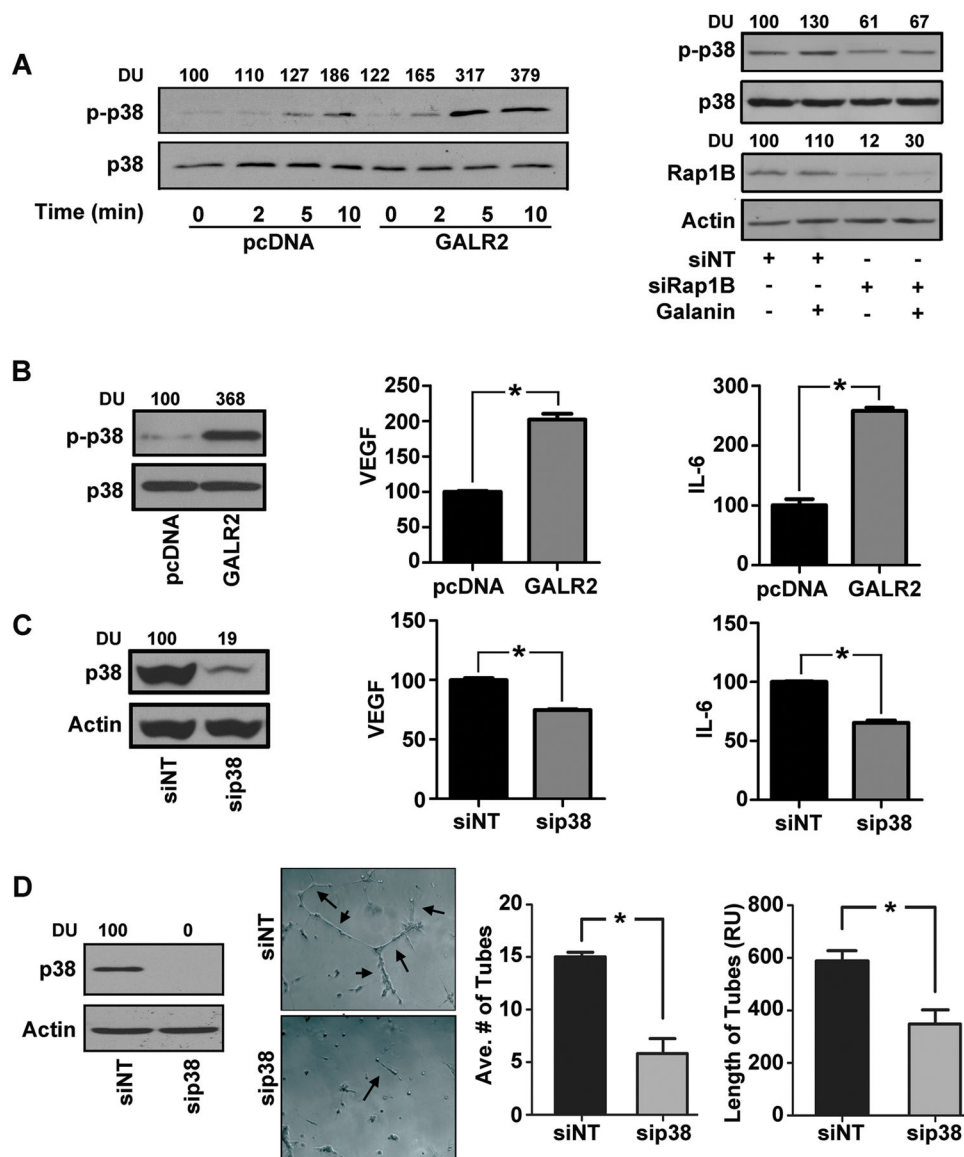 A
DU 100 110 127 186 122 165 317 379
p-p38
p38
Time (min) 0 2 5 10 0 2 5 10
pcDNA GALR2
DU 100 130 61 67
p-p38
p38
DU 100 110 12 30
Rap1B
Actin
siNT + + - -
siRap1B - - + +
Galanin - + - +
B
DU 100 368
p-p38
p38
pcDNA GALR2
VEGF
250
200
150
100
50
0
*
pcDNA GALR2
IL-6
300
200
100
0
*
pcDNA GALR2
C
DU 100 19
p38
Actin
siNT sip38
VEGF
150
100
50
0
*
siNT sip38
IL-6
150
100
50
0
*
siNT sip38
D
DU 100 0
p38
Actin
siNT sip38
siNT
sip38
Ave. # of Tubes
20
15
10
5
0
*
siNT sip38
Length of Tubes (RU)
800
600
400
200
0
*
siNT sip38